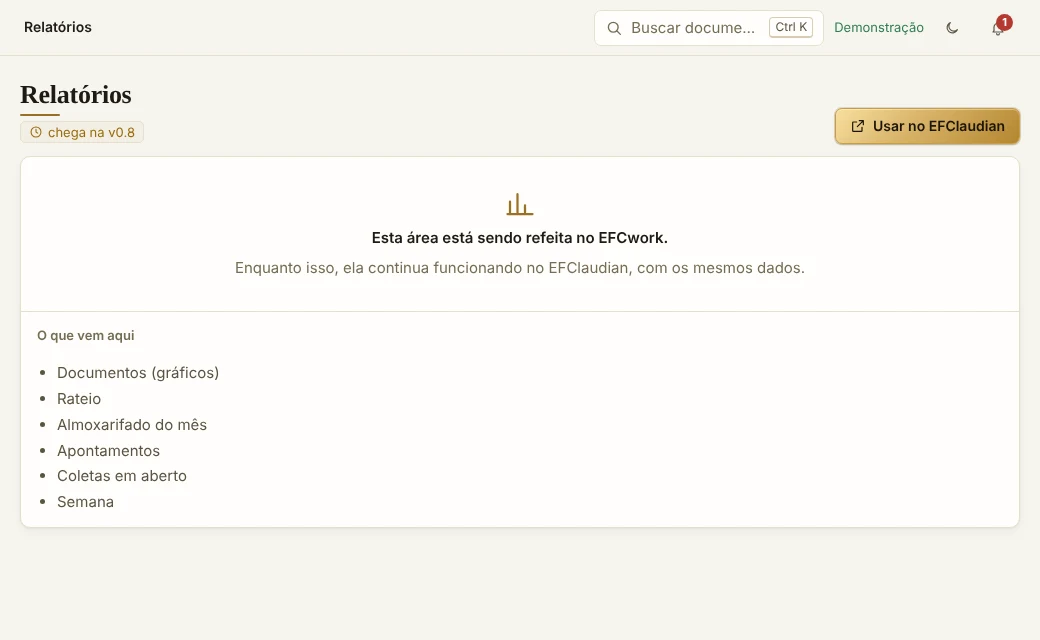 Relatórios
Buscar docume...
Ctrl K
Demonstração
1
Relatórios
chega na v0.8
Usar no EFClaudian
Esta área está sendo refeita no EFCwork.
Enquanto isso, ela continua funcionando no EFClaudian, com os mesmos dados.
O que vem aqui
Documentos (gráficos)
Rateio
Almoxarifado do mês
Apontamentos
Coletas em aberto
Semana